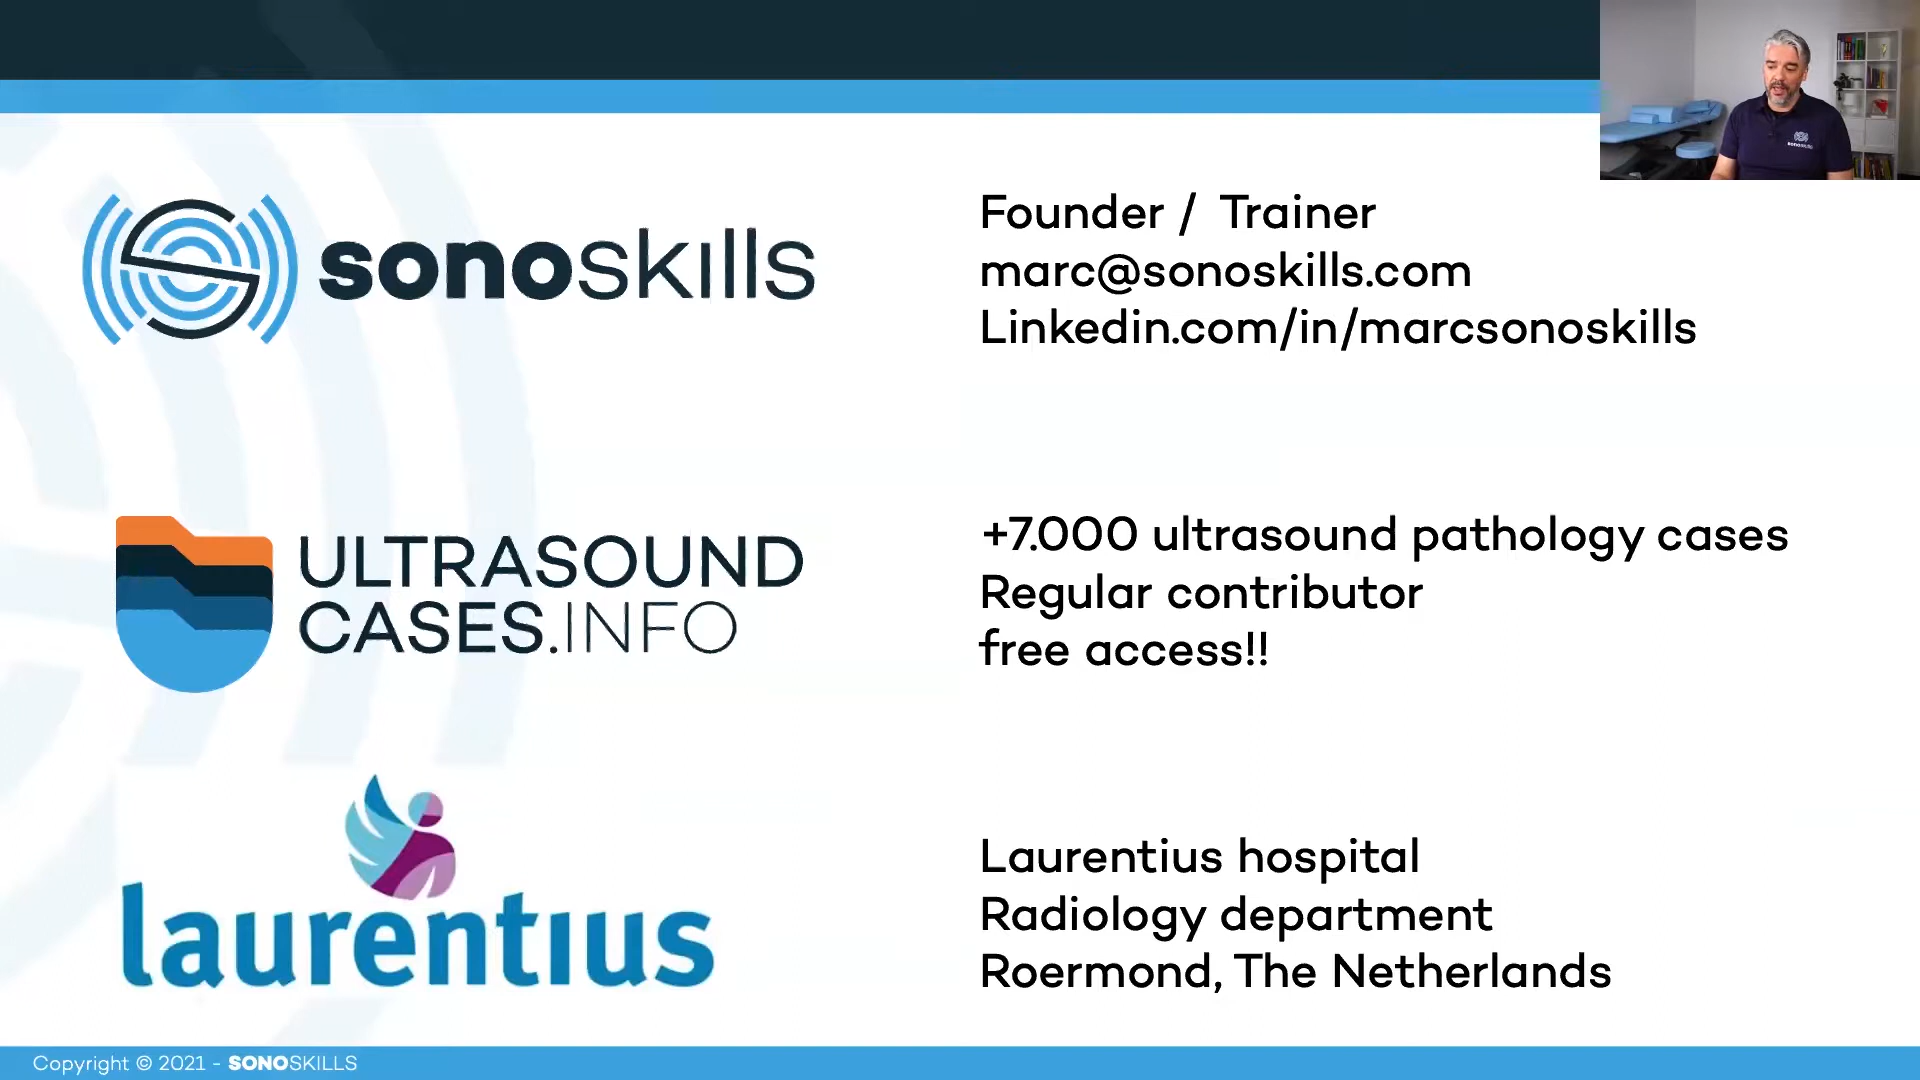 sonoskills
Founder / Trainer
marc@sonoskills.com
Linkedin.com/in/marcsonoskills
sonoskills
ULTRASOUND
CASES.INFO
+7.000 ultrasound pathology cases
Regular contributor
free access!!
laurentius
Laurentius hospital
Radiology department
Roermond, The Netherlands
Copyright © 2021 - SONOSKILLS